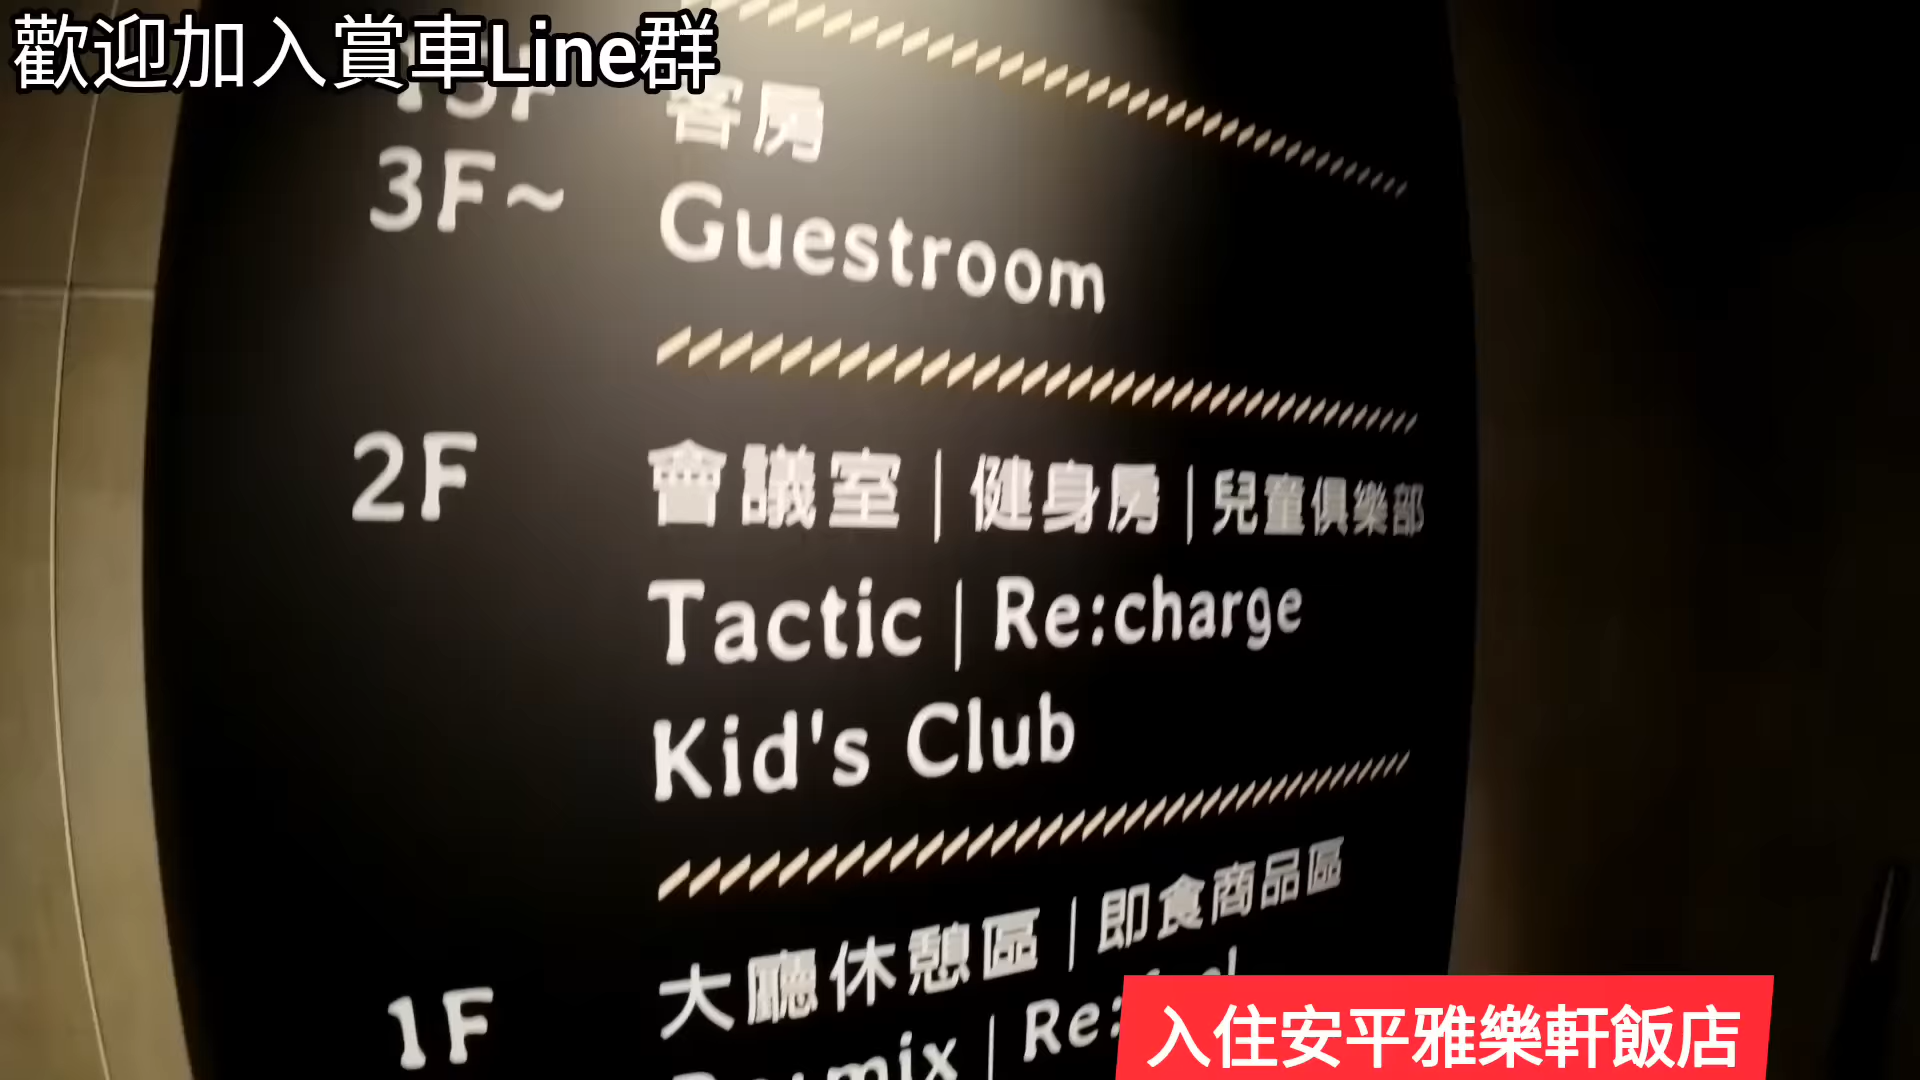 歡迎加入賞車Line群
客房
3F~
Guestroom
2F
會議室|健身房|兒童俱樂部
Tactic|Re:charge
Kid's Club
大廳休憩區|即食商品區
1F
入住安平雅樂軒飯店